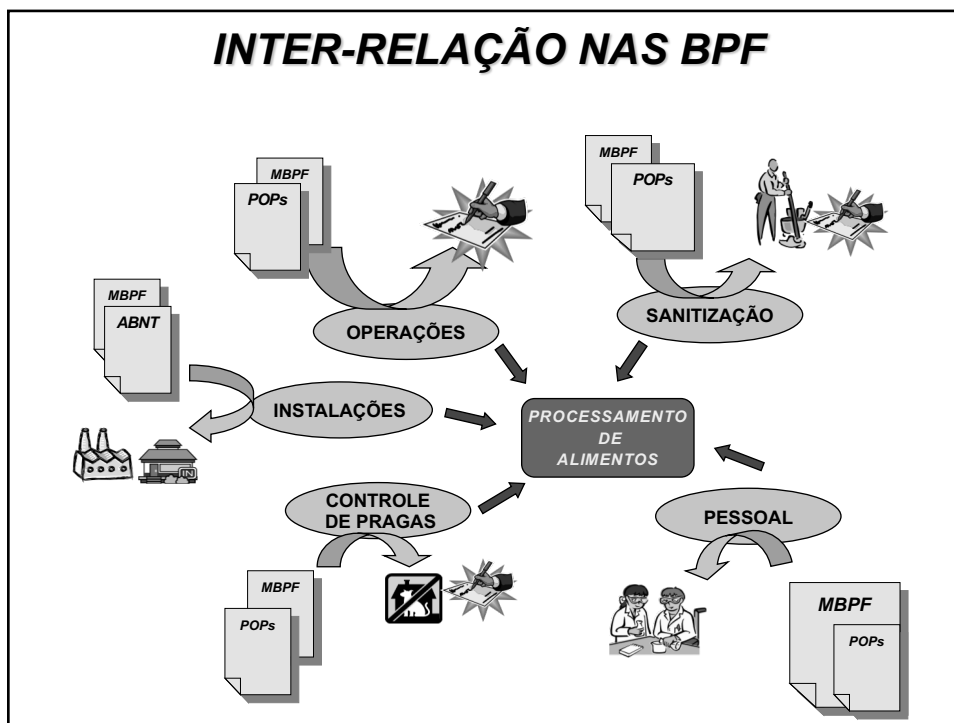 INTER-RELAÇÃO NAS BPF
MBPF
POPs
MBPF
POPs
OPERAÇÕES
SANITIZAÇÃO
MBPF
ABNT
INSTALAÇÕES
PROCESSAMENTO
DE
ALIMENTOS
IN
CONTROLE
DE PRAGAS
PESSOAL
MBPF
POPs
MBPF
POPs